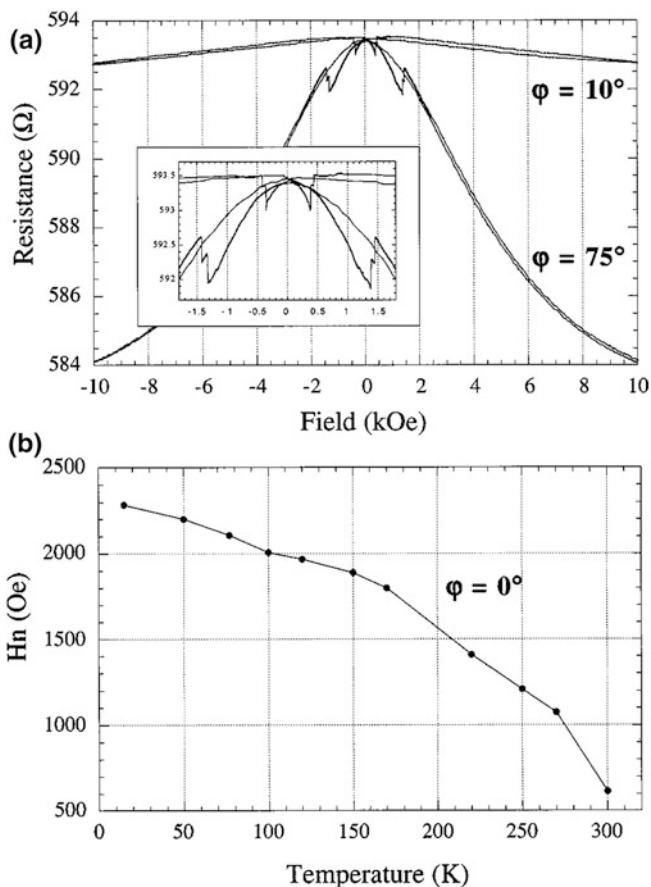 (a)
594
592
590
588
586
584
Resistance (Ω)
φ = 10°
φ = 75°
593.5
593
592.5
592
-1.5 -1 -0.5 0 0.5 1 1.5
-10 -8 -6 -4 -2 0 2 4 6 8 10
Field (kOe)
(b)
2500
2000
1500
1000
500
Hn (Oe)
φ = 0°
0 50 100 150 200 250 300
Temperature (K)